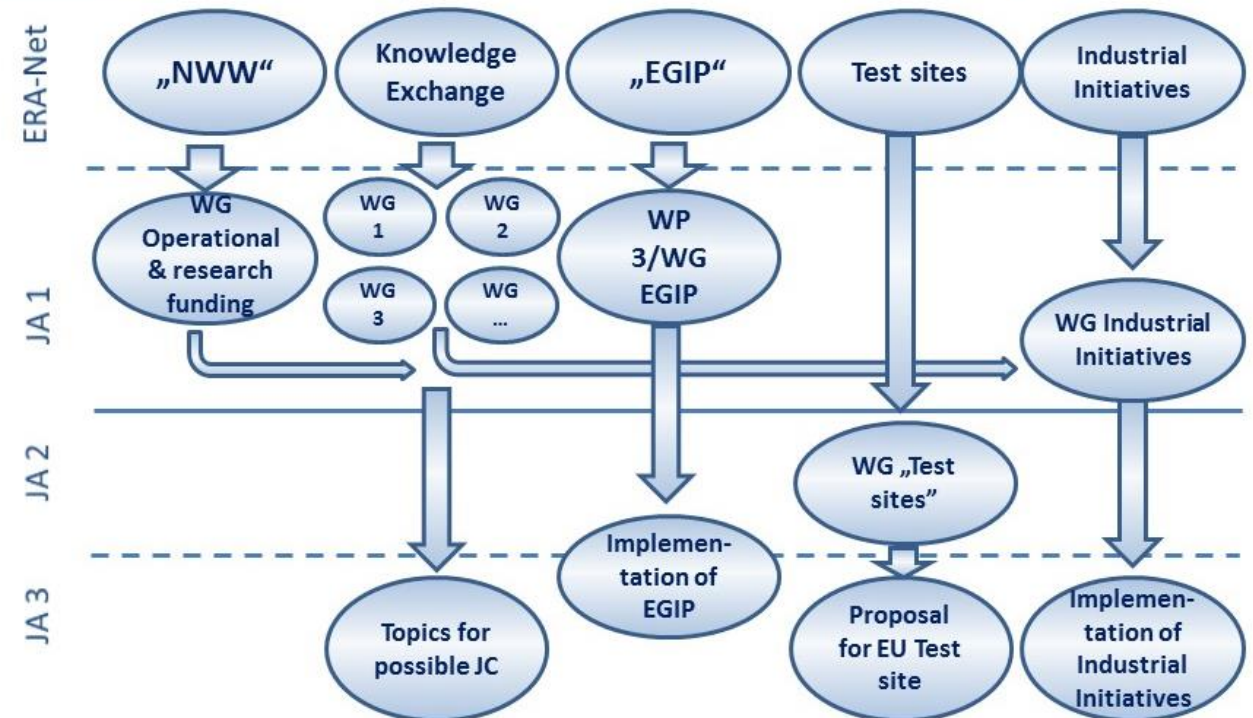 ERA-Net
„NWW“
Knowledge
Exchange
„EGIP“
Test sites
Industrial
Initiatives
JA 1
WG
Operational
& research
funding
WG
1
WG
2
WG
3
WG
...
WP
3/WG
EGIP
WG Industrial
Initiatives
JA 2
WG „Test
sites”
JA 3
Topics for
possible JC
Implemen-
tation of
EGIP
Proposal
for EU Test
site
Implemen-
tation of
Industrial
Initiatives